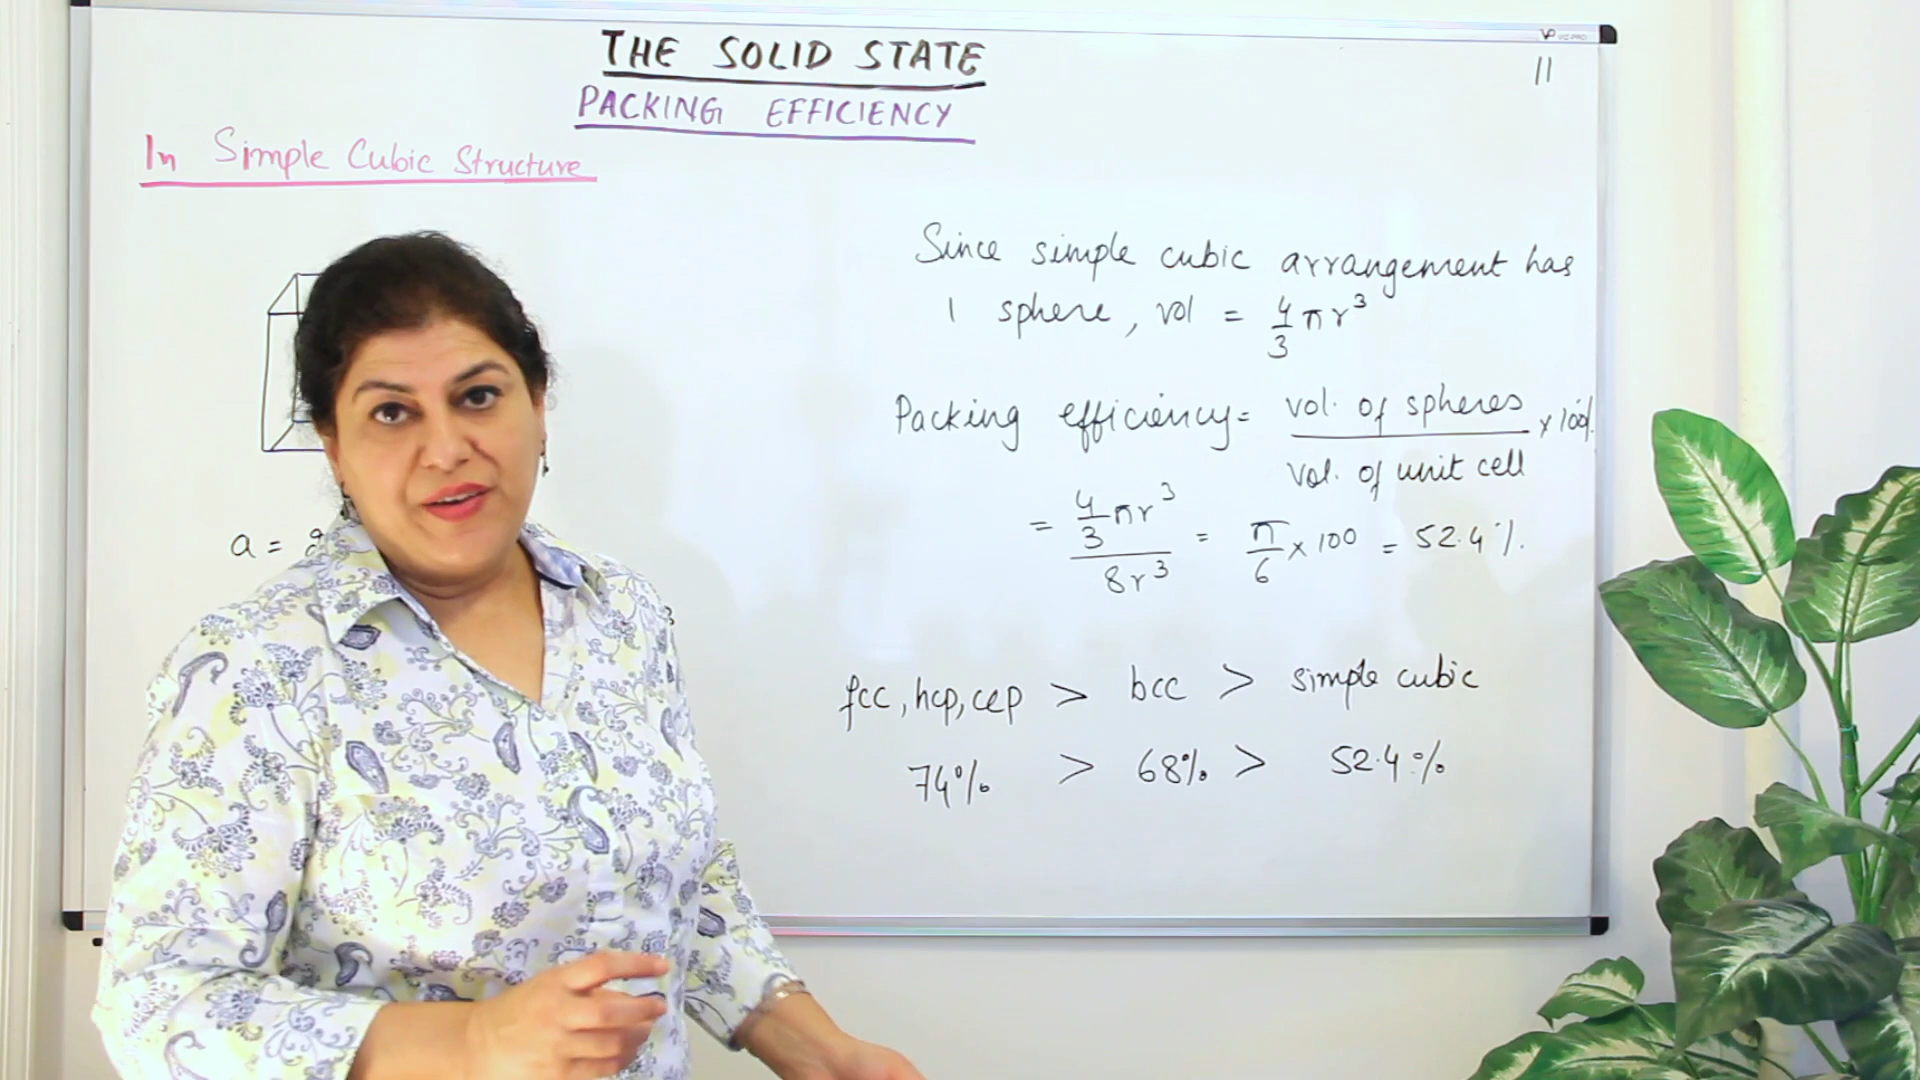 THE SOLID STATE
11
PACKING EFFICIENCY
In Simple Cubic Structure
Since simple cubic arrangement has
1 sphere, vol = 4/3 πr³
Packing efficiency = vol. of spheres / vol. of unit cell × 100%
= 4/3 πr³ / 8r³ = π/6 × 100 = 52.4%
a =
fcc, hcp, ccp > bcc > simple cubic
74% > 68% > 52.4%